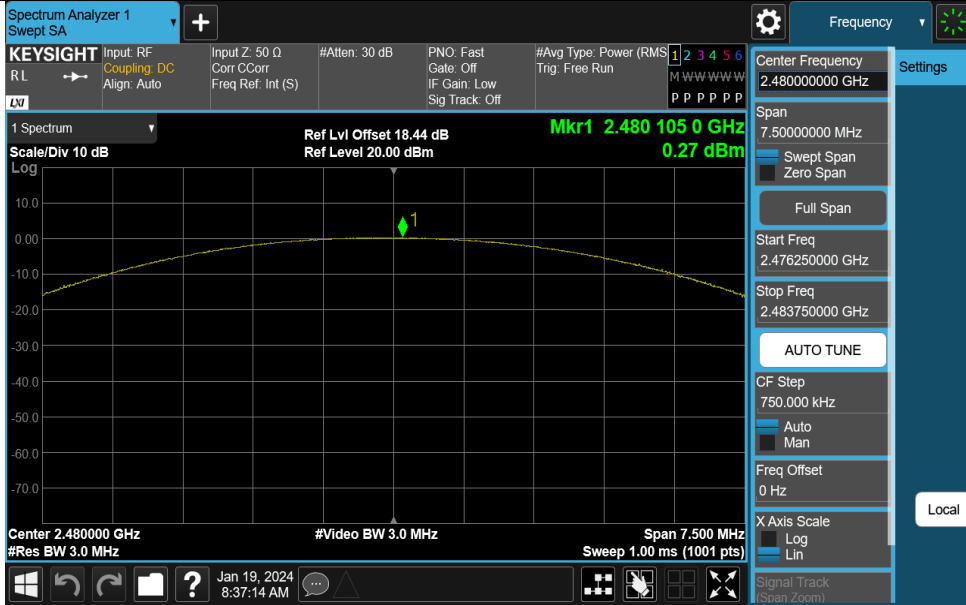 Spectrum Analyzer 1
Swept SA
+
Frequency
KEYSIGHT
R L
LXI
Input: RF
Coupling: DC
Align: Auto
Input Z: 50 Ω
Corr CCorr
Freq Ref: Int (S)
#Atten: 30 dB
PNO: Fast
Gate: Off
IF Gain: Low
Sig Track: Off
#Avg Type: Power (RMS
Trig: Free Run
1 2 3 4 5 6
M W W W W W
P P P P P P
1 Spectrum
Scale/Div 10 dB
Log
Ref Lvl Offset 18.44 dB
Ref Level 20.00 dBm
Mkr1 2.480 105 0 GHz
0.27 dBm
1
10.0
0.00
-10.0
-20.0
-30.0
-40.0
-50.0
-60.0
-70.0
Center 2.480000 GHz
#Res BW 3.0 MHz
#Video BW 3.0 MHz
Span 7.500 MHz
Sweep 1.00 ms (1001 pts)
Center Frequency
2.480000000 GHz
Span
7.50000000 MHz
Swept Span
Zero Span
Full Span
Start Freq
2.476250000 GHz
Stop Freq
2.483750000 GHz
AUTO TUNE
CF Step
750.000 kHz
Auto
Man
Freq Offset
0 Hz
X Axis Scale
Log
Lin
Signal Track
(Span Zoom)
Settings
Local
?
Jan 19, 2024
8:37:14 AM